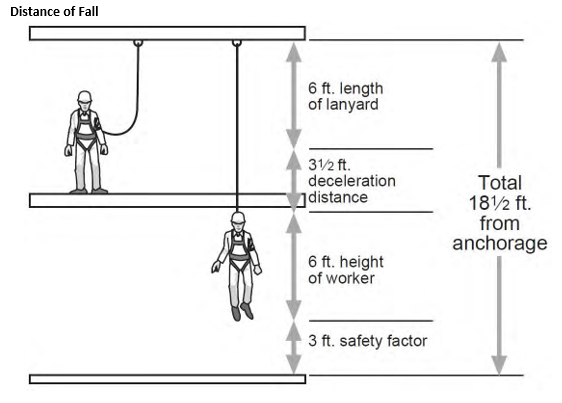 Distance of Fall
6 ft. length
of lanyard
3½ ft.
deceleration
distance
6 ft. height
of worker
3 ft. safety factor
Total
18½ ft.
from
anchorage